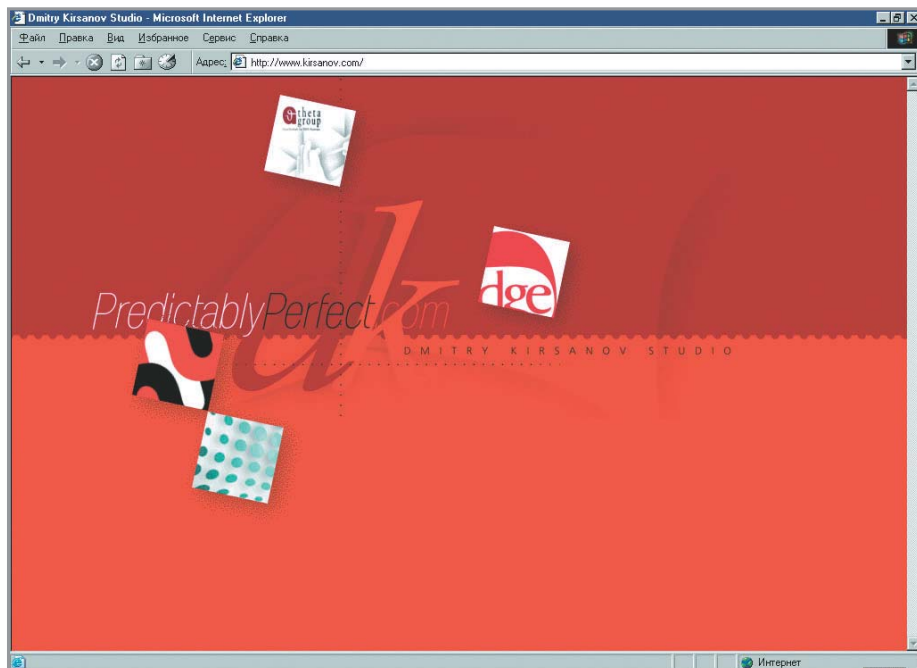 Dmitry Kirsanov Studio - Microsoft Internet Explorer
Файл Правка Вид Избранное Сервис Справка
Адрес: http://www.kirsanov.com/
theta
group
dge
dk
PredictablyPerfect.com
DMITRY KIRSANOV STUDIO
Интернет